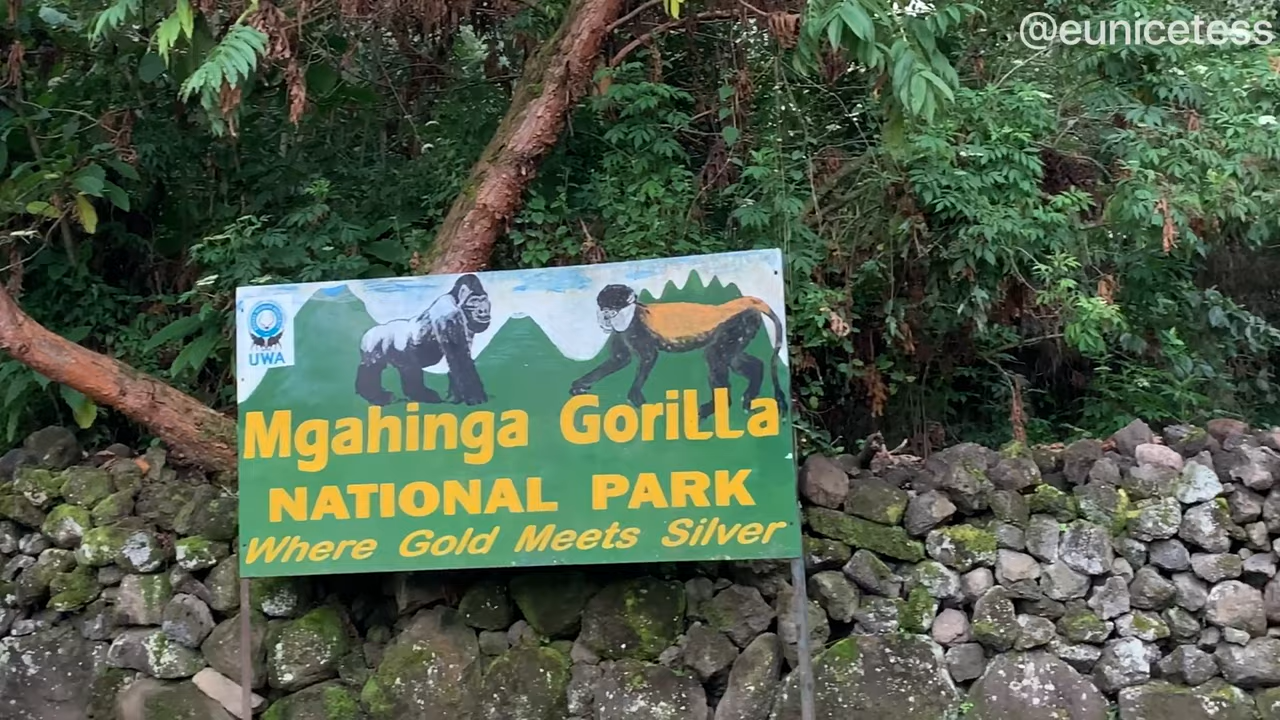 @eunicetess
UWA
Mgahinga GoriLLa
NATIONAL PARK
Where Gold Meets Silver